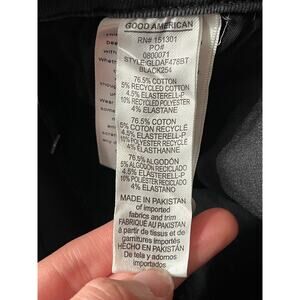 GOOD AMERICAN
RN# 151301
PO#
0800071
STYLE:GLDAF478BT
BLACK254
76.5% COTTON
5% RECYCLED COTTON
4.5% ELASTERELL-P
10% RECYCLED POLYESTER
4% ELASTANE
76.5% COTON
5% COTON RECYCLÉ
4.5% ELASTERELL-P
10% POLYESTER RECYCLÉ
4% ELASTHANNE
76.5% ALGODÓN
5% ALGODÓN RECICLADO
4.5% ELASTERELL-P
10% POLIÉSTER RECICLADO
4% ELASTANO
MADE IN PAKISTAN
of imported
fabrics and trim
FABRIQUÉ AU PAKISTAN
à partir de tissus et de
garnitures importés
HECHO EN PAKISTÁN
De tela y adornos
importados